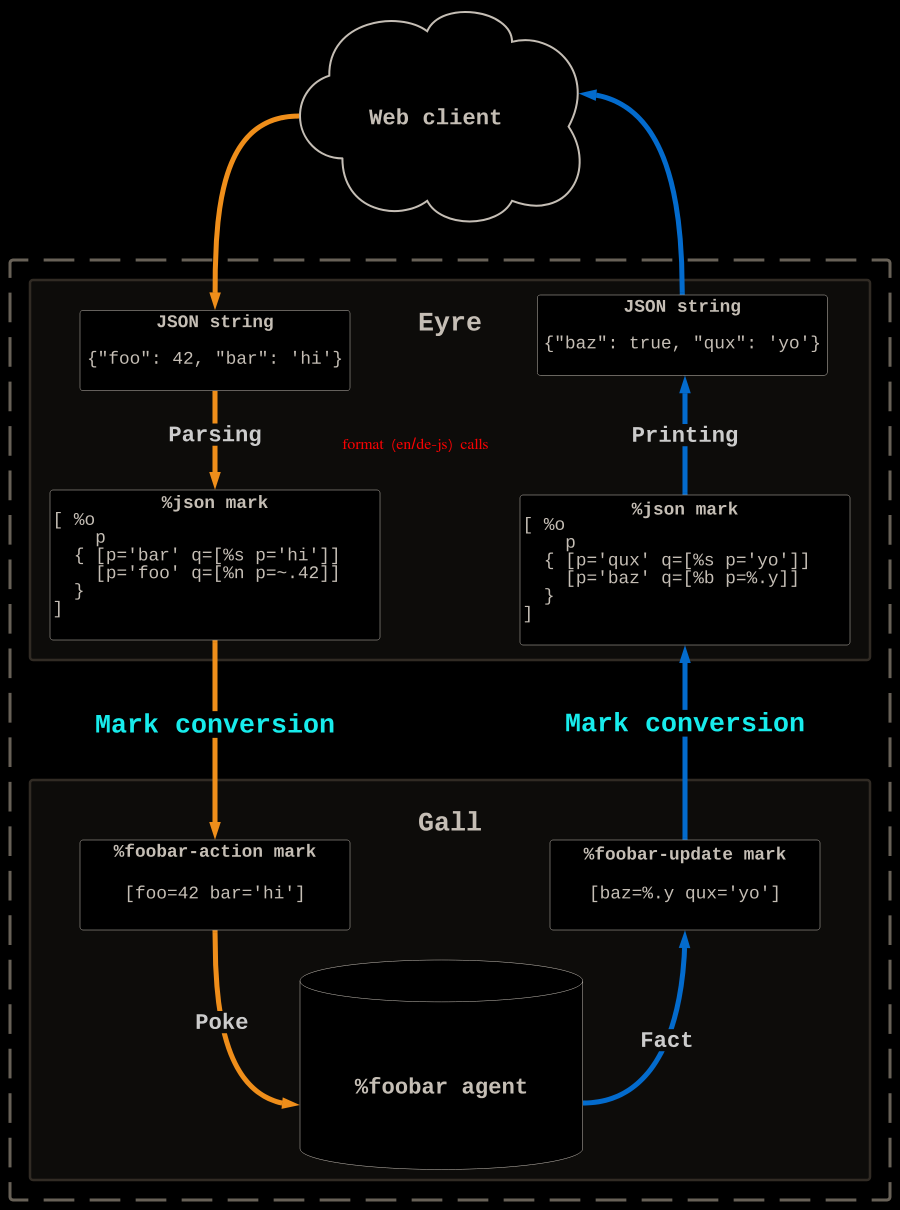 Web client
Eyre
JSON string
{"foo": 42, "bar": 'hi'}
JSON string
{"baz": true, "qux": 'yo'}
Parsing
format (en/de-js) calls
Printing
%json mark
[ %o
p
{ [p='bar' q=[%s p='hi']]
[p='foo' q=[%n p=~.42]]
}
]
%json mark
[ %o
p
{ [p='qux' q=[%s p='yo']]
[p='baz' q=[%b p=%.y]]
}
]
Mark conversion
Mark conversion
Gall
%foobar-action mark
[foo=42 bar='hi']
%foobar-update mark
[baz=%.y qux='yo']
Poke
Fact
%foobar agent